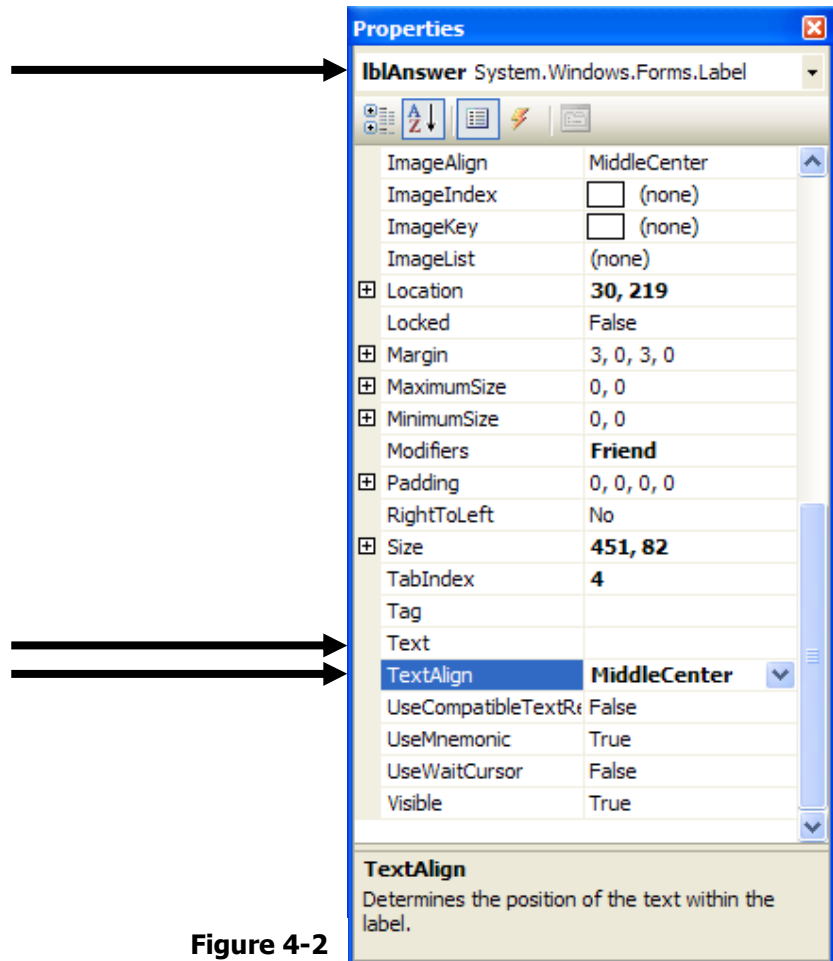 Properties
lblAnswer System.Windows.Forms.Label
ImageAlign MiddleCenter
ImageIndex (none)
ImageKey (none)
ImageList (none)
Location 30, 219
Locked False
Margin 3, 0, 3, 0
MaximumSize 0, 0
MinimumSize 0, 0
Modifiers Friend
Padding 0, 0, 0, 0
RightToLeft No
Size 451, 82
TabIndex 4
Tag
Text
TextAlign MiddleCenter
UseCompatibleTextRe False
UseMnemonic True
UseWaitCursor False
Visible True
TextAlign
Determines the position of the text within the
label.
Figure 4-2